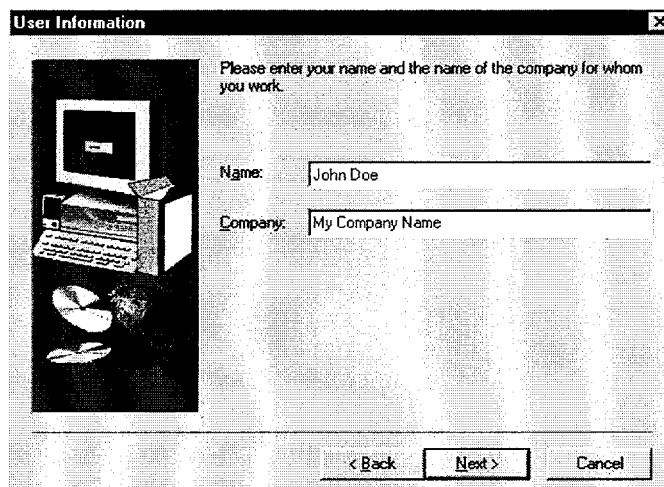 User Information
Please enter your name and the name of the company for whom
you work.
Name:
John Doe
Company:
My Company Name
< Back
Next >
Cancel